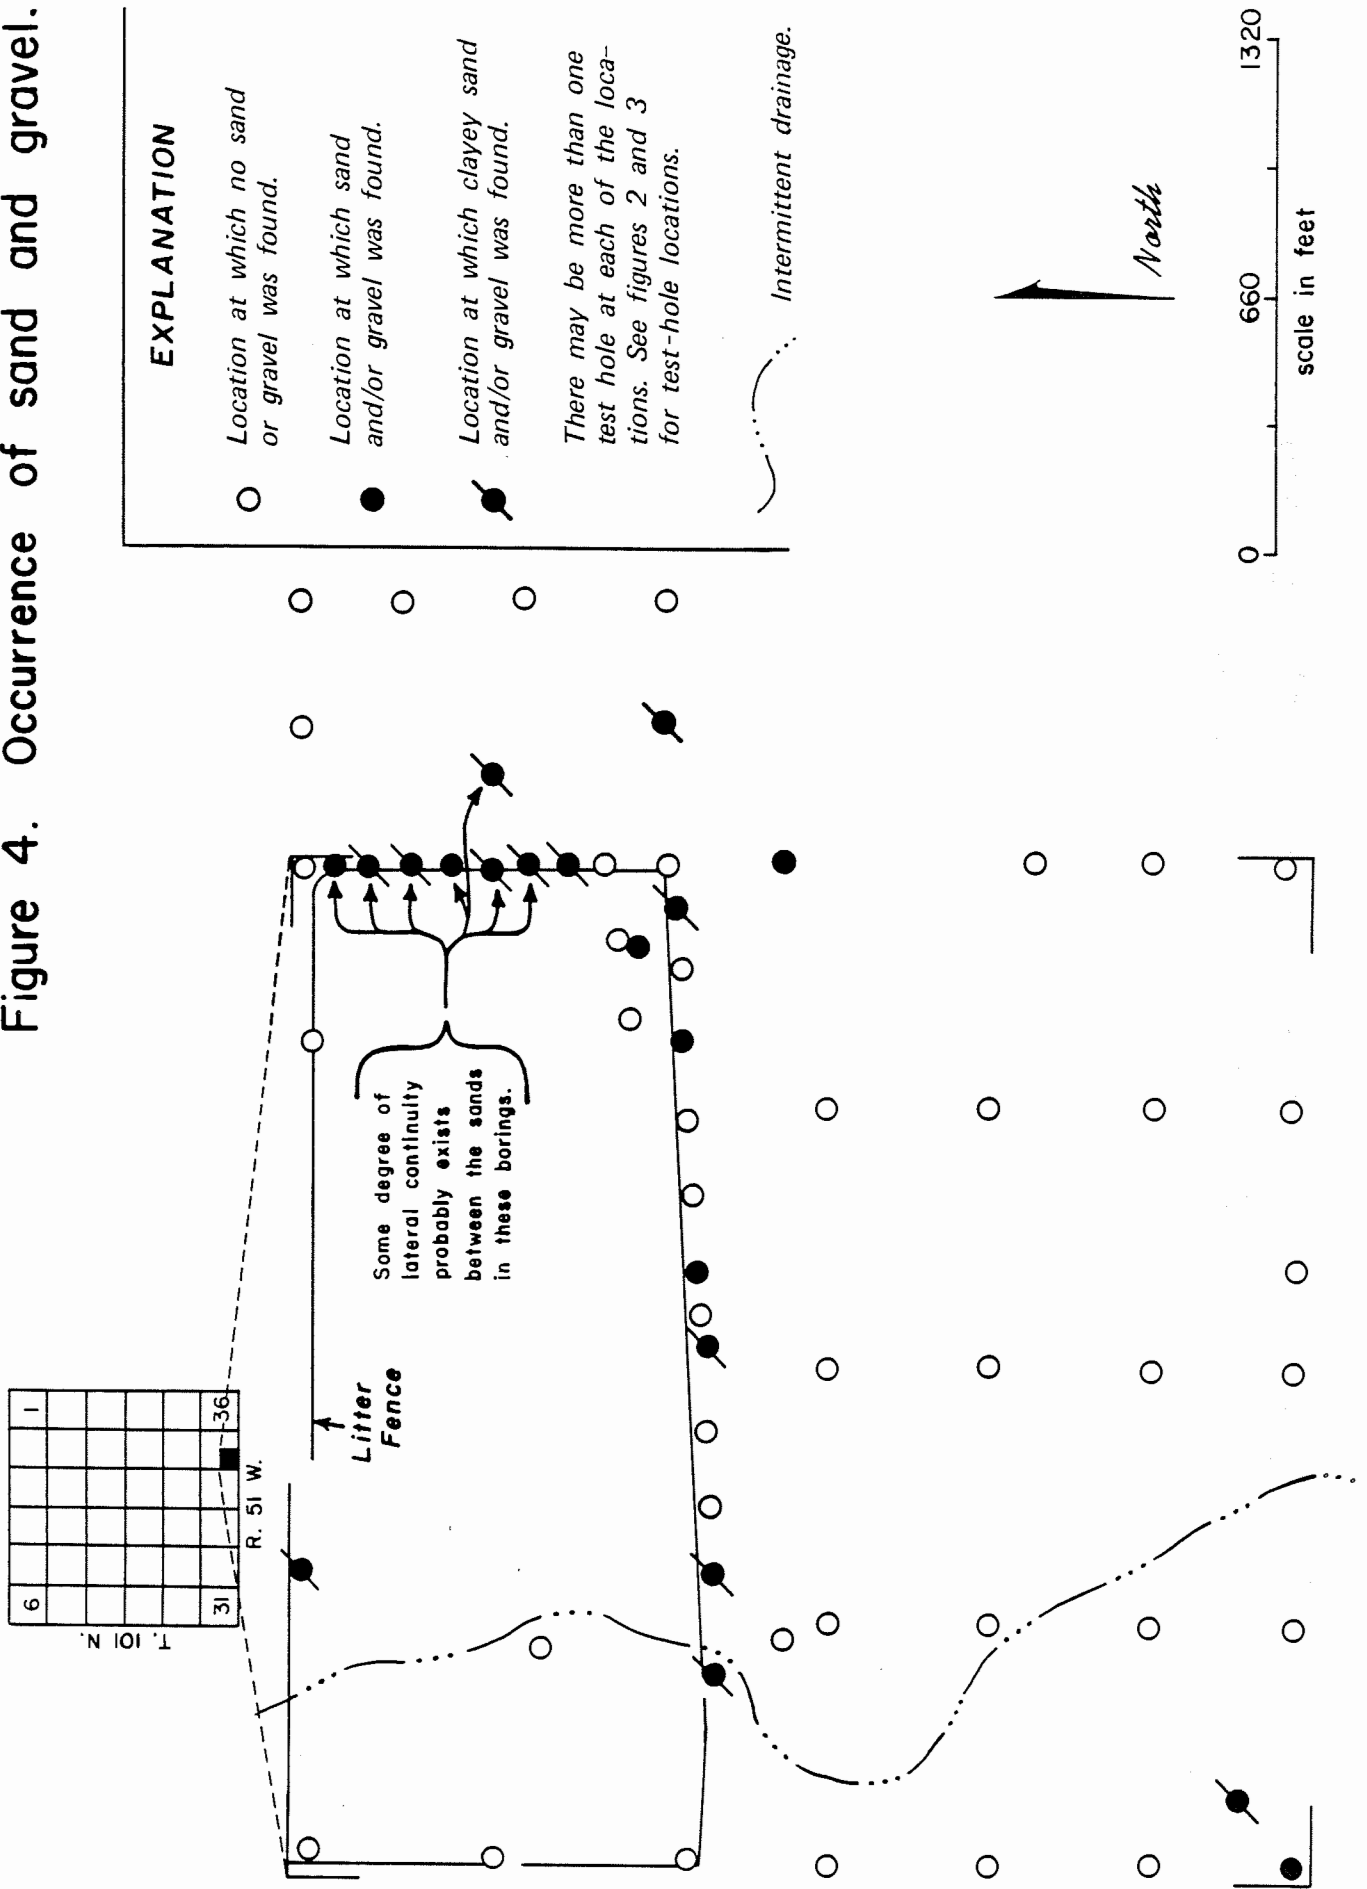 Figure 4. Occurrence of sand and gravel.
6
1
31
36
T. 101 N.
R. 51 W.
EXPLANATION
Location at which no sand
or gravel was found.
Location at which sand
and/or gravel was found.
Location at which clayey sand
and/or gravel was found.
There may be more than one
test hole at each of the loca-
tions. See figures 2 and 3
for test-hole locations.
Intermittent drainage.
Litter
Fence
Some degree of
lateral continuity
probably exists
between the sands
in these borings.
North
0
660
1320
scale in feet